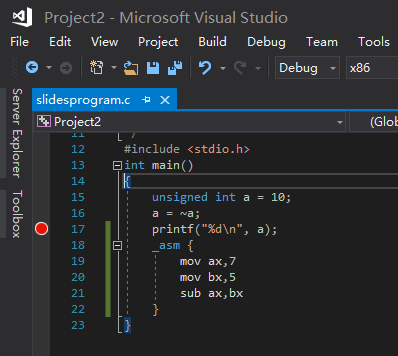 Project2 - Microsoft Visual Studio
File Edit View Project Build Debug Team Tools
Debug x86
Server Explorer
Toolbox
slidesprogram.c
Project2 (Glo
11
12 #include <stdio.h>
13 int main()
14 {
15 unsigned int a = 10;
16 a = ~a;
17 printf("%d\n", a);
18 _asm {
19 mov ax,7
20 mov bx,5
21 sub ax,bx
22 }
23 }